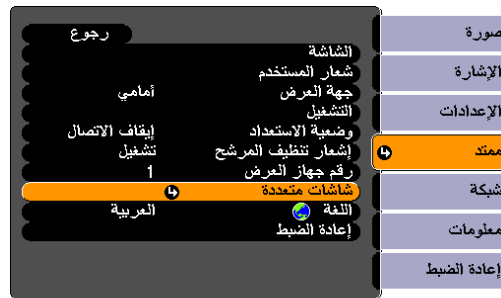 رجوع
الشاشة
شعار المستخدم
جهة العرض أمامي
التشغيل
وضعية الاستعداد إيقاف الاتصال
إشعار تنظيف المرشح تشغيل
رقم جهاز العرض 1
شاشات متعددة
اللغة العربية
إعادة الضبط
صورة
الإشارة
الإعدادات
ممتد
شبكة
معلومات
إعادة الضبط